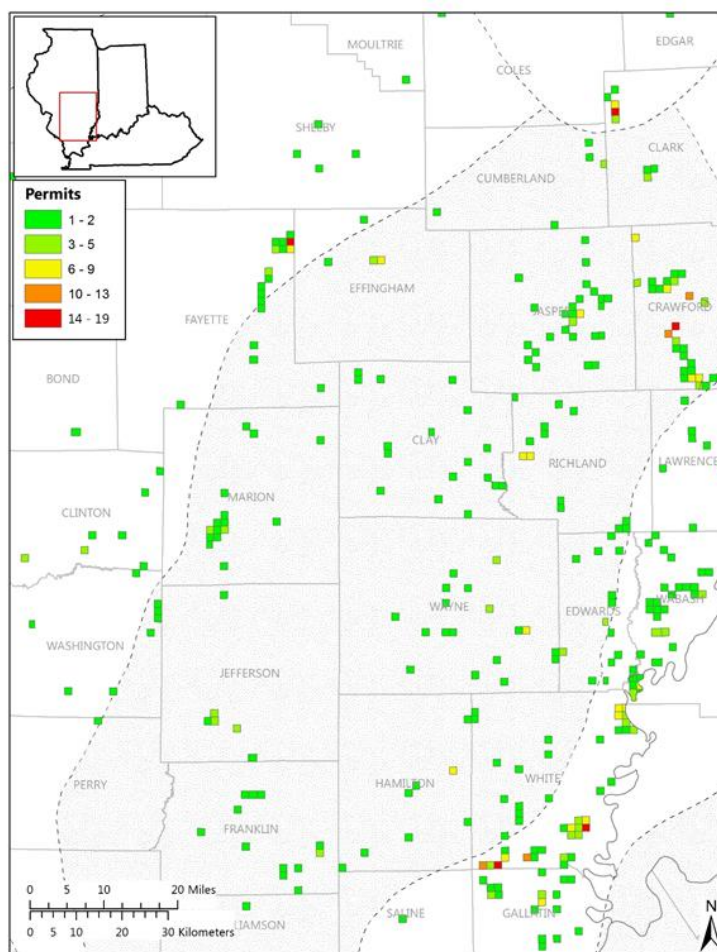 MOULTRIE
EDGAR
COLES
SHELBY
CLARK
CUMBERLAND
Permits
1 - 2
3 - 5
6 - 9
10 - 13
14 - 19
EFFINGHAM
FAYETTE
JASPER
CRAWFORD
BOND
CLAY
RICHLAND
LAWRENCE
MARION
CLINTON
WAYNE
EDWARDS
WABASH
WASHINGTON
JEFFERSON
PERRY
HAMILTON
WHITE
FRANKLIN
0 5 10 20 Miles
0 5 10 20 30 Kilometers
LIAMSON
SALINE
GALLATIN
N